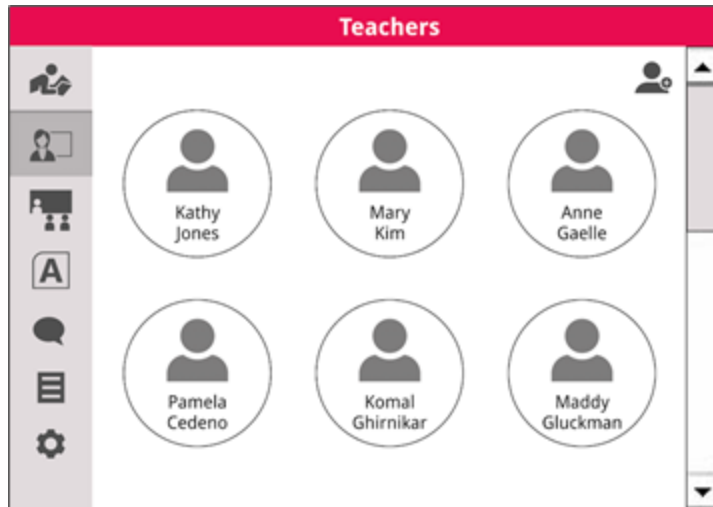 Teachers
Kathy
Jones
Mary
Kim
Anne
Gaelle
A
Pamela
Cedeno
Komal
Ghirnikar
Maddy
Gluckman